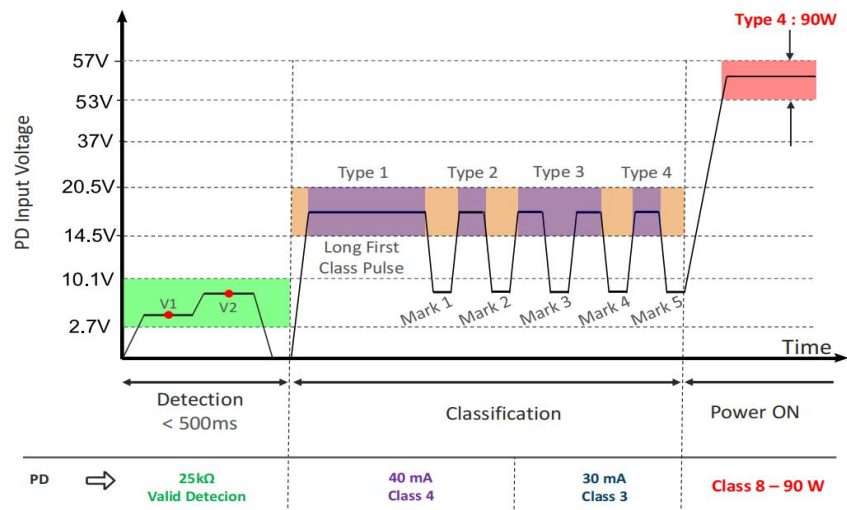 Type 4 : 90W
57V
53V
37V
20.5V
14.5V
10.1V
2.7V
PD Input Voltage
Type 1
Type 2
Type 3
Type 4
Long First
Class Pulse
V1
V2
Mark 1
Mark 2
Mark 3
Mark 4
Mark 5
Time
Detection
< 500ms
Classification
Power ON
PD
25kΩ
Valid Detecion
40 mA
Class 4
30 mA
Class 3
Class 8 – 90 W